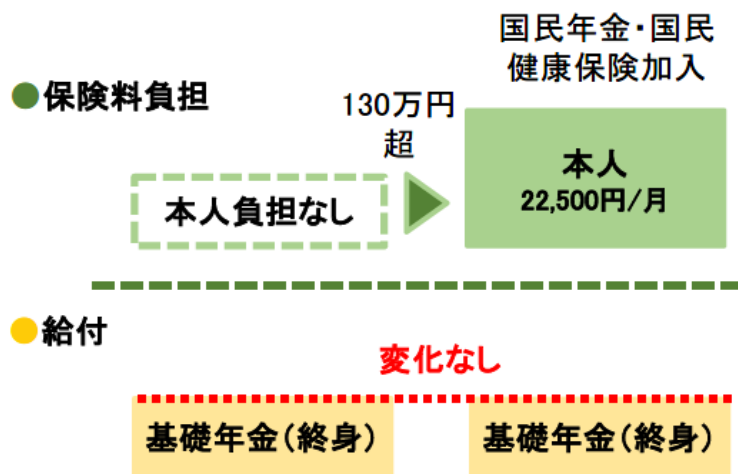 国民年金・国民
健康保険加入
●保険料負担
130万円
超
本人負担なし
本人
22,500円/月
●給付
変化なし
基礎年金(終身)
基礎年金(終身)